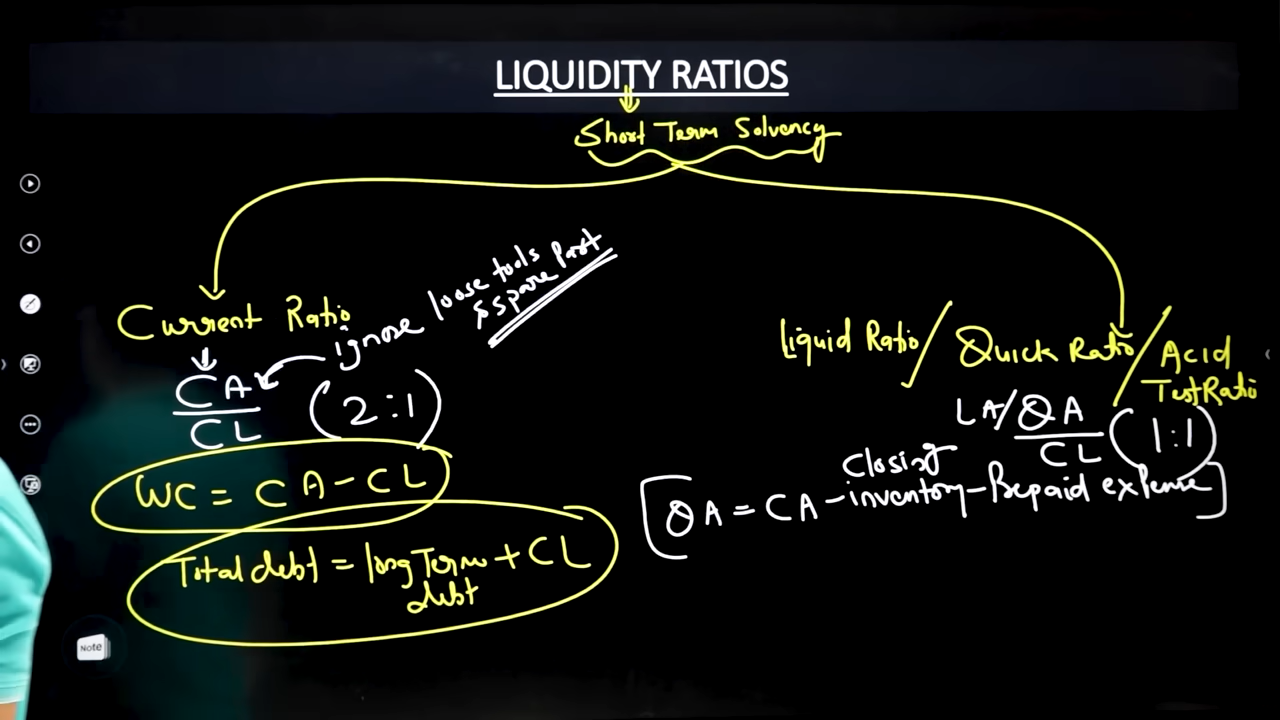 LIQUIDITY RATIOS
Short Term Solvency
Current Ratio
ignore loose tools
& spare Part
CA
CL
(2:1)
WC = CA - CL
Total debt = long Term + CL
debt
Liquid Ratio / Quick Ratio / Acid
Test Ratio
LA/QA
CL
(1:1)
Closing
[QA = CA - inventory - Prepaid expense]
Note